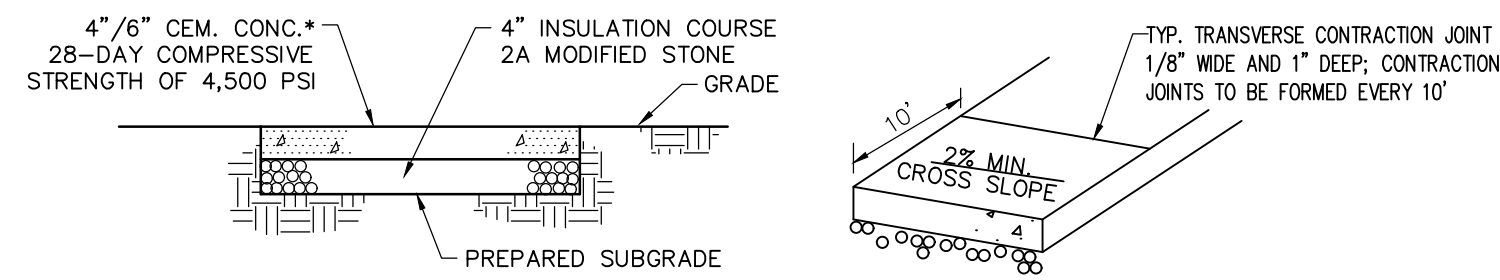 4"/6" CEM. CONC.*
28-DAY COMPRESSIVE
STRENGTH OF 4,500 PSI
4" INSULATION COURSE
2A MODIFIED STONE
GRADE
PREPARED SUBGRADE
TYP. TRANSVERSE CONTRACTION JOINT
1/8" WIDE AND 1" DEEP; CONTRACTION
JOINTS TO BE FORMED EVERY 10'
10'
2% MIN.
CROSS SLOPE